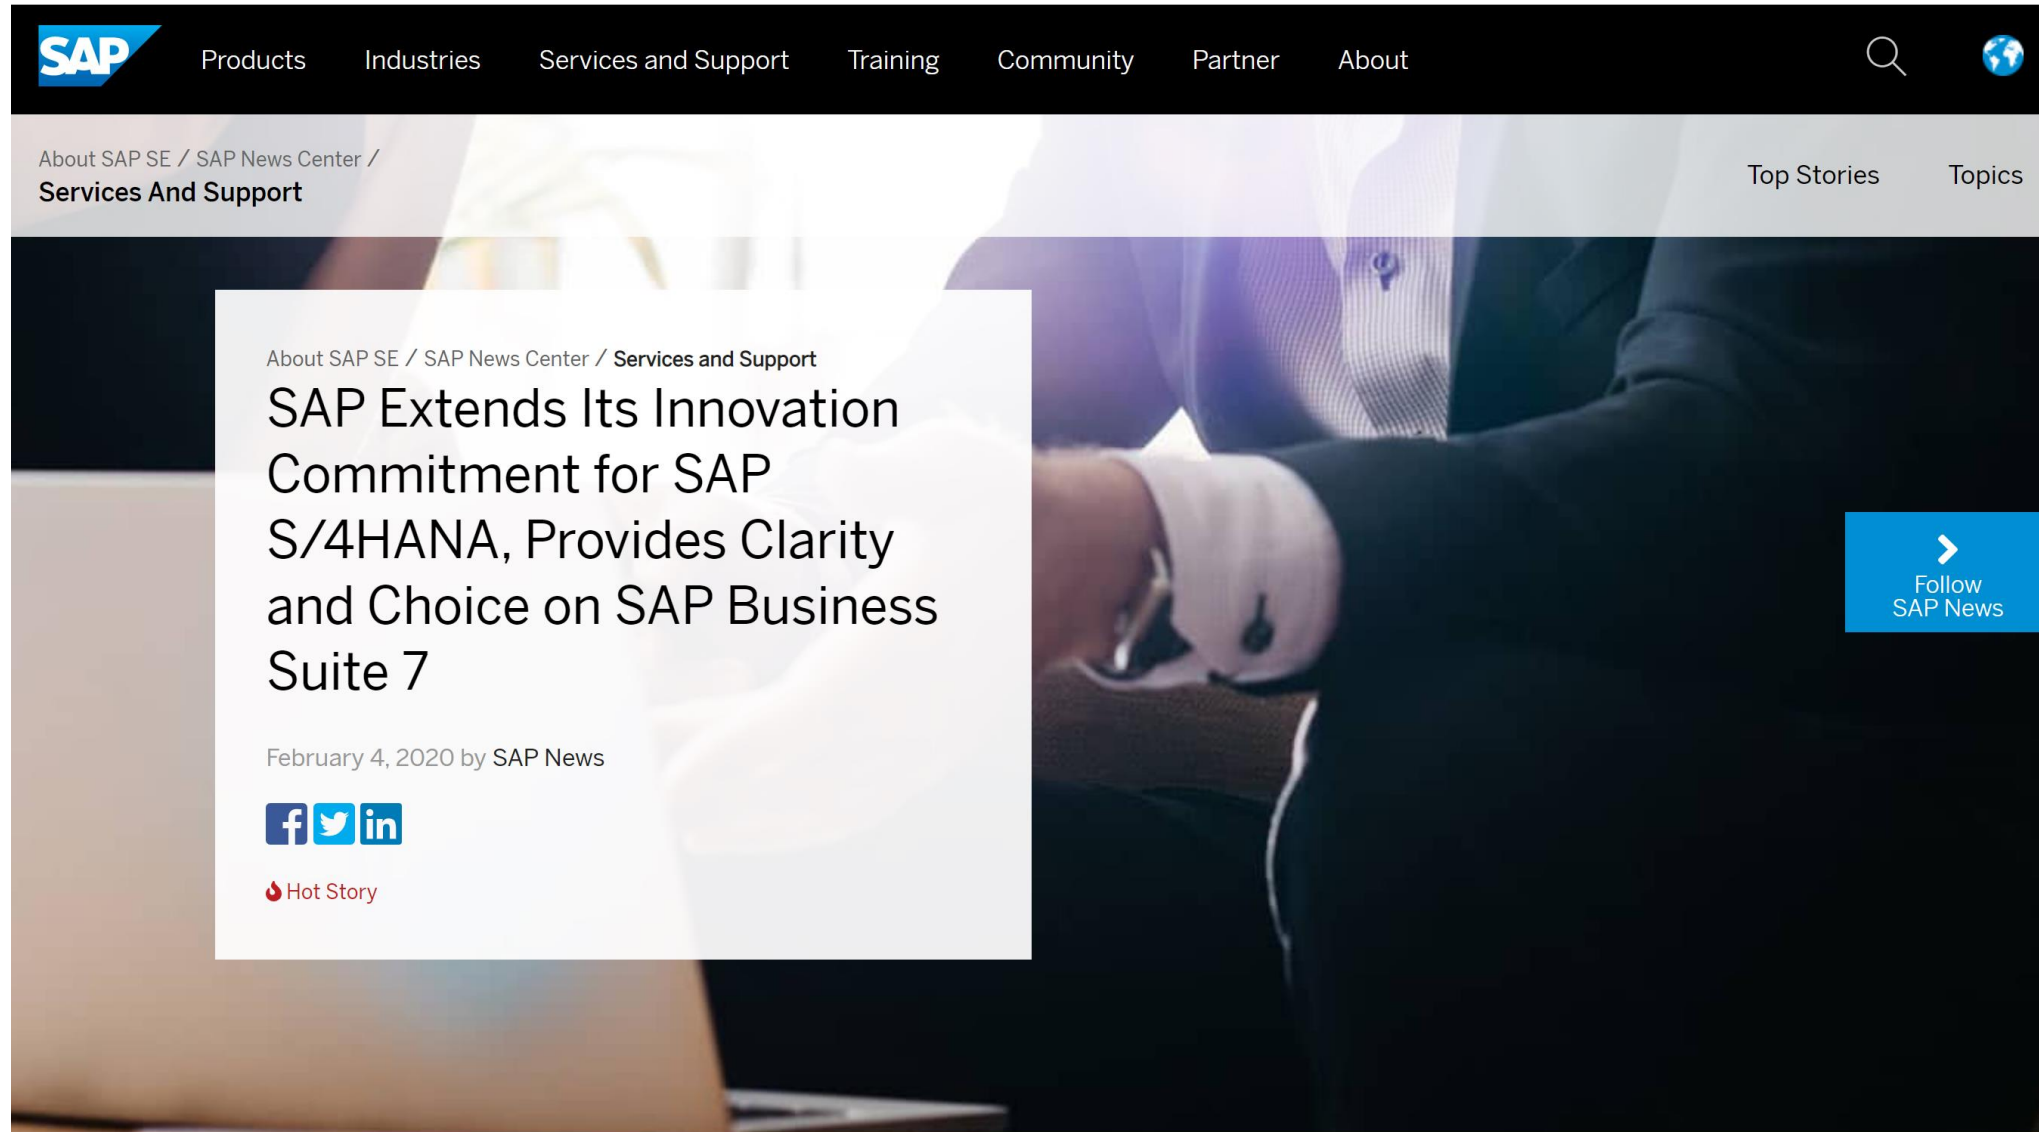 SAP
Products Industries Services and Support Training Community Partner About
About SAP SE / SAP News Center /
Services And Support
Top Stories Topics
About SAP SE / SAP News Center / Services and Support
SAP Extends Its Innovation
Commitment for SAP
S/4HANA, Provides Clarity
and Choice on SAP Business
Suite 7
February 4, 2020 by SAP News
f in
Hot Story
Follow
SAP News